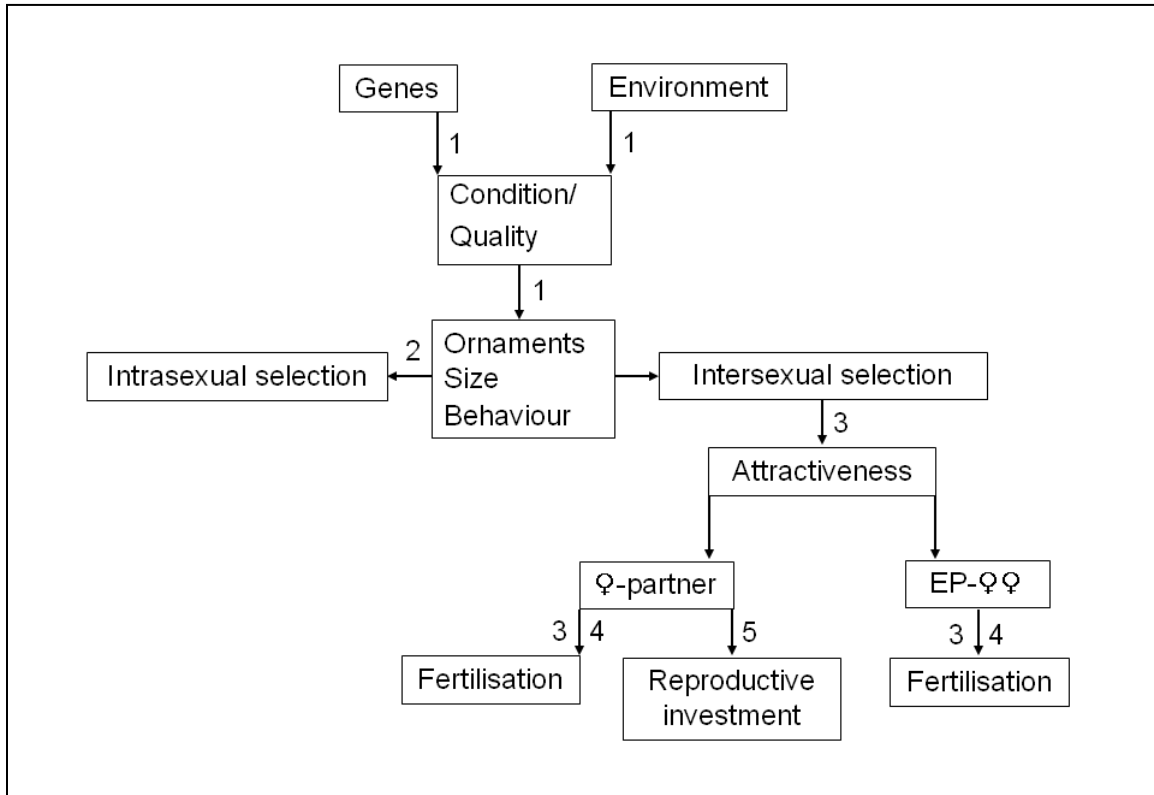 Genes
Environment
1
1
Condition/
Quality
1
Ornaments
Size
Behaviour
2
Intrasexual selection
Intersexual selection
3
Attractiveness
♀-partner
EP-♀♀
3 4
5
3 4
Fertilisation
Reproductive
investment
Fertilisation